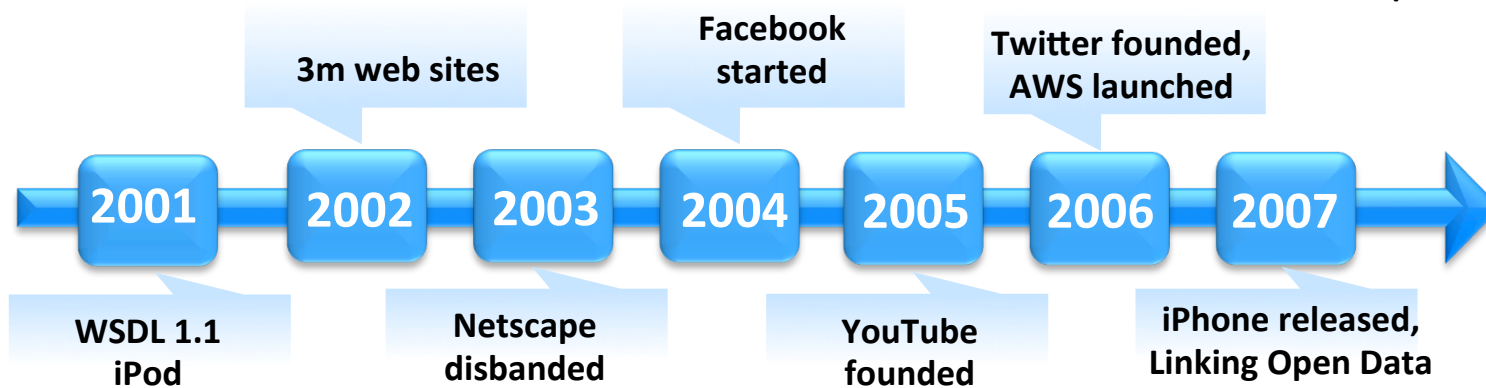 3m web sites
Facebook
started
Twitter founded,
AWS launched
2001
2002
2003
2004
2005
2006
2007
WSDL 1.1
iPod
Netscape
disbanded
YouTube
founded
iPhone released,
Linking Open Data